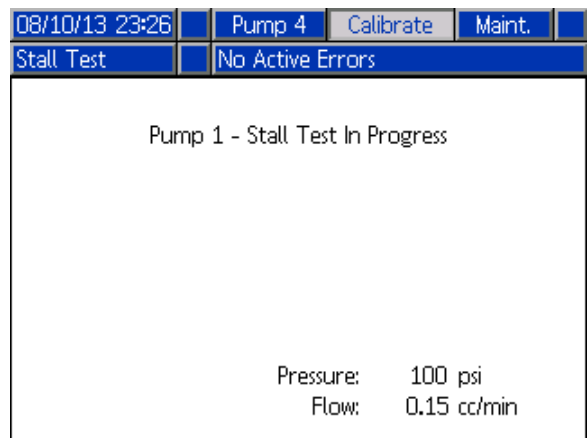 08/10/13 23:26 Pump 4 Calibrate Maint.
Stall Test No Active Errors
Pump 1 - Stall Test In Progress
Pressure: 100 psi
Flow: 0.15 cc/min